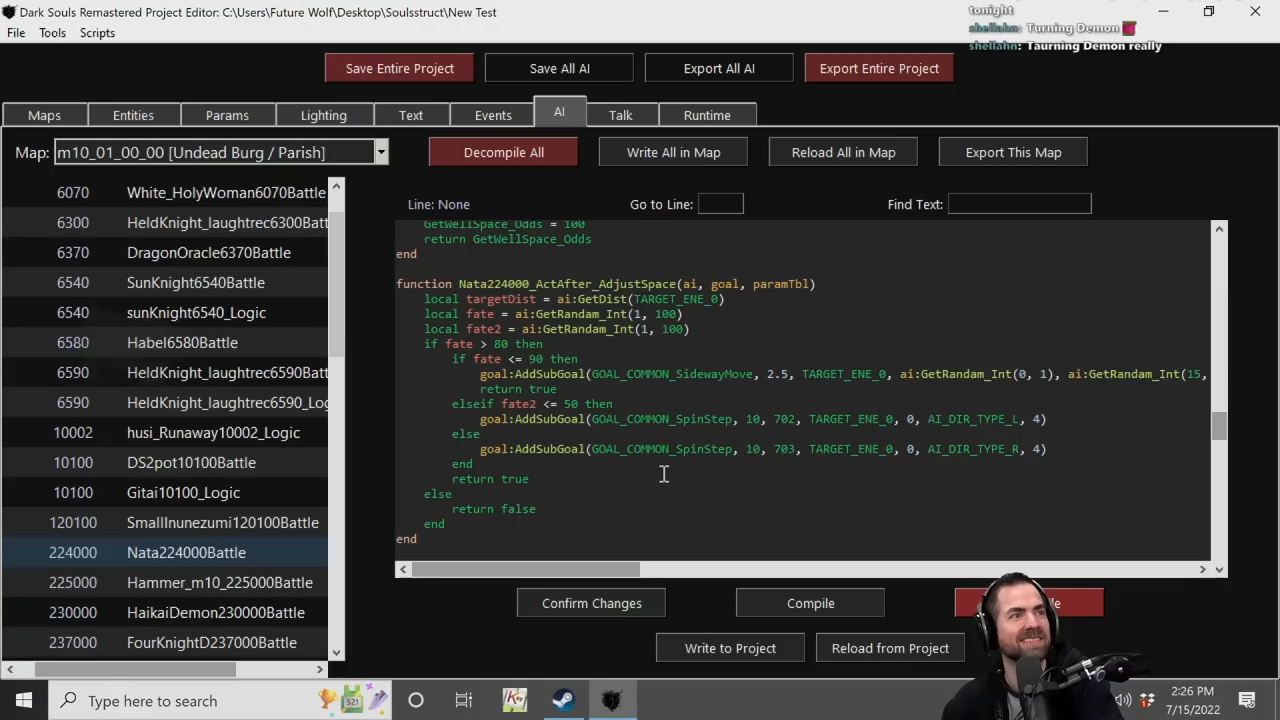 Dark Souls Remastered Project Editor: C:\Users\Future Wolf\Desktop\Soulsstruct\New Test
tonight
shellahn: Turning Demon
shellahn: Taurning Demon really
File Tools Scripts
Save Entire Project Save All AI Export All AI Export Entire Project
Maps Entities Params Lighting Text Events AI Talk Runtime
Map: m10_01_00_00 [Undead Burg / Parish] Decompile All Write All in Map Reload All in Map Export This Map
Line: None Go to Line: Find Text:
6070 White_HolyWoman6070Battle
6300 HeldKnight_laughtrec6300Batt
6370 DragonOracle6370Battle
6540 SunKnight6540Battle
6540 sunKnight6540_Logic
6580 Habel6580Battle
6590 HeldKnight_laughtrec6590Batt
6590 HeldKnight_laughtrec6590_Log
10002 husi_Runaway10002_Logic
10100 DS2pot10100Battle
10100 Gitai10100_Logic
120100 SmallInunezumi120100Battle
224000 Nata224000Battle
225000 Hammer_m10_225000Battle
230000 HaikaiDemon230000Battle
237000 FourKnightD237000Battle
GetWellSpace_Odds = 100
return GetWellSpace_Odds
end
function Nata224000_ActAfter_AdjustSpace(ai, goal, paramTbl)
local targetDist = ai:GetDist(TARGET_ENE_0)
local fate = ai:GetRandam_Int(1, 100)
local fate2 = ai:GetRandam_Int(1, 100)
if fate > 80 then
if fate <= 90 then
goal:AddSubGoal(GOAL_COMMON_SidewayMove, 2.5, TARGET_ENE_0, ai:GetRandam_Int(0, 1), ai:GetRandam_Int(15,
return true
elseif fate2 <= 50 then
goal:AddSubGoal(GOAL_COMMON_SpinStep, 10, 702, TARGET_ENE_0, 0, AI_DIR_TYPE_L, 4)
else
goal:AddSubGoal(GOAL_COMMON_SpinStep, 10, 703, TARGET_ENE_0, 0, AI_DIR_TYPE_R, 4)
end
return true
else
return false
end
end
Confirm Changes Compile
Write to Project Reload from Project
Type here to search
2:26 PM
7/15/2022